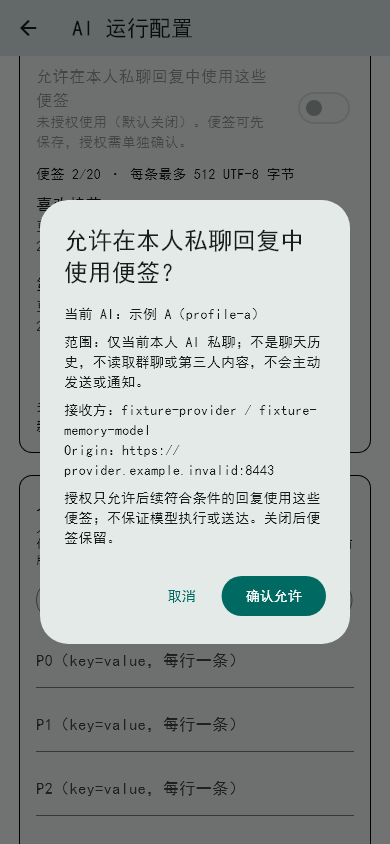 AI 运行配置
允许在本人私聊回复中使用这些
便签
未授权使用（默认关闭）。便签可先
保存，授权需单独确认。
便签 2/20 · 每条最多 512 UTF-8 字节
允许在本人私聊回复中
使用便签？
当前 AI：示例 A（profile-a）
范围：仅当前本人 AI 私聊；不是聊天历
史，不读取群聊或第三人内容，不会主动
发送或通知。
接收方：fixture-provider / fixture-
memory-model
Origin：https://
provider.example.invalid:8443
授权只允许后续符合条件的回复使用这些
便签；不保证模型执行或送达。关闭后便
签保留。
取消
确认允许
P0（key=value，每行一条）
P1（key=value，每行一条）
P2（key=value，每行一条）